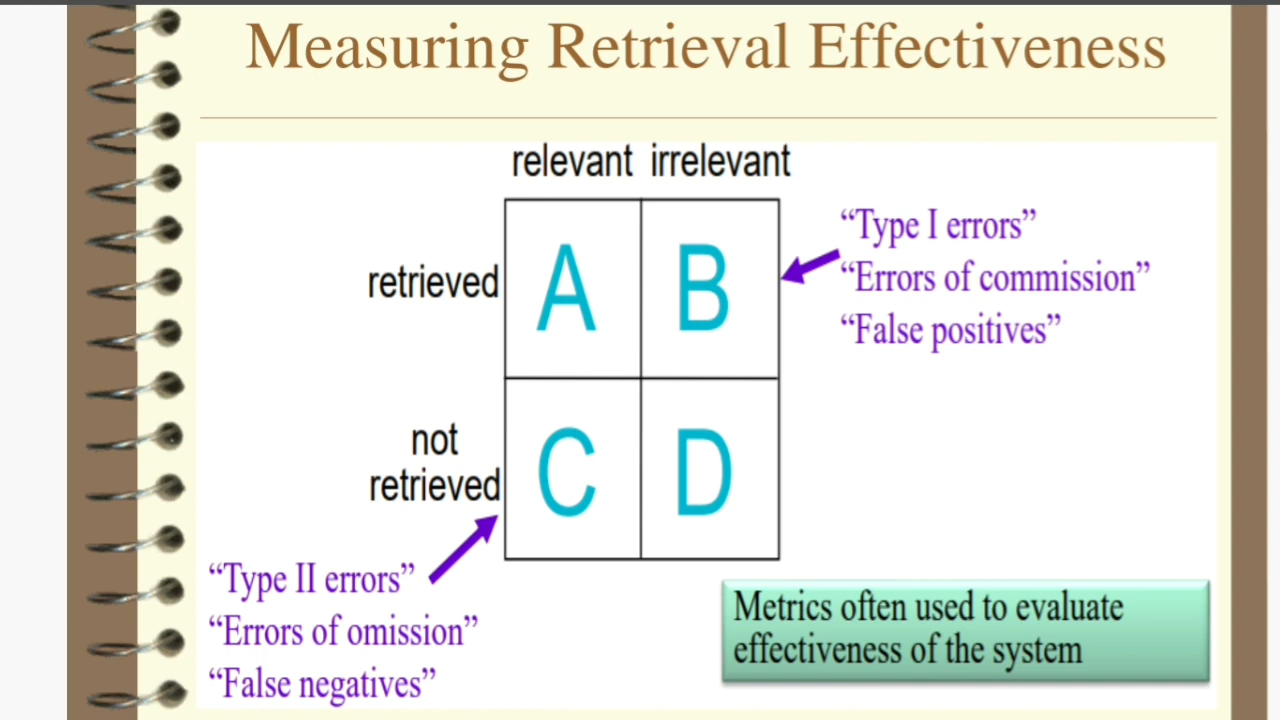 Measuring Retrieval Effectiveness
relevant irrelevant
retrieved
A B
“Type I errors”
“Errors of commission”
“False positives”
not
retrieved
C D
“Type II errors”
“Errors of omission”
“False negatives”
Metrics often used to evaluate
effectiveness of the system